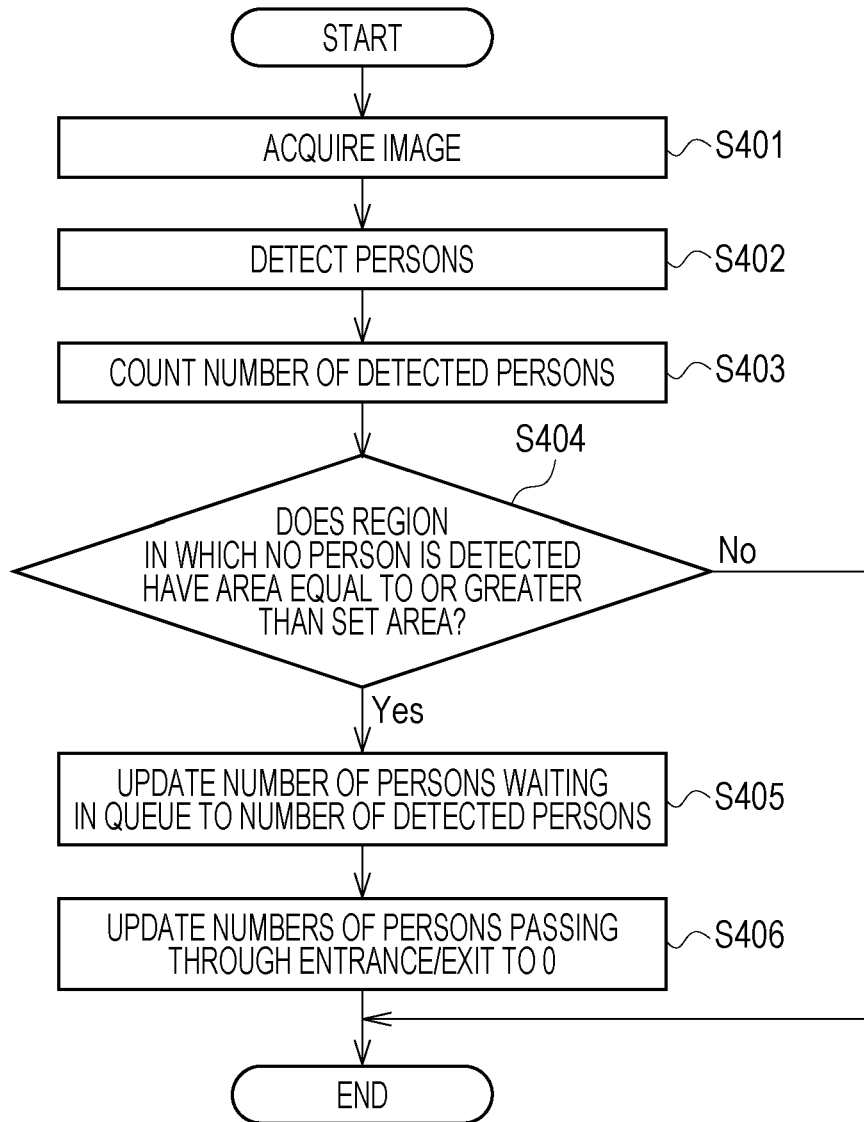 START
ACQUIRE IMAGE
S401
DETECT PERSONS
S402
COUNT NUMBER OF DETECTED PERSONS
S403
S404
DOES REGION
IN WHICH NO PERSON IS DETECTED
HAVE AREA EQUAL TO OR GREATER
THAN SET AREA?
No
Yes
UPDATE NUMBER OF PERSONS WAITING
IN QUEUE TO NUMBER OF DETECTED PERSONS
S405
UPDATE NUMBERS OF PERSONS PASSING
THROUGH ENTRANCE/EXIT TO 0
S406
END